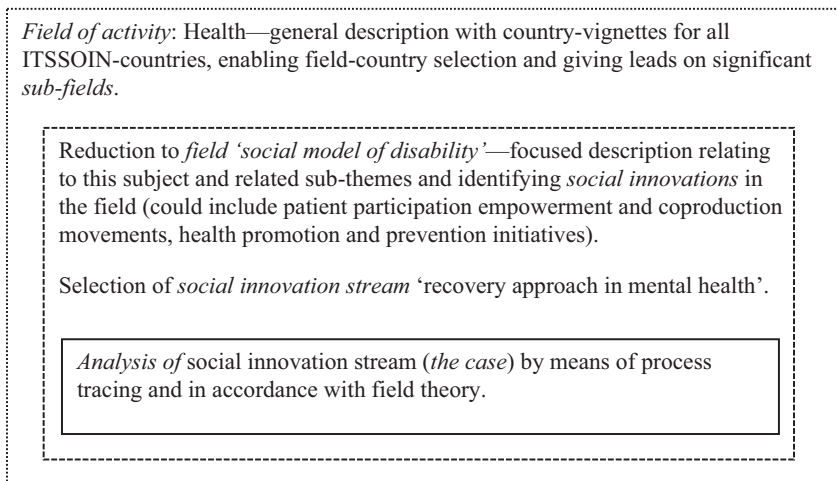 Field of activity: Health—general description with country-vignettes for all
ITSSOIN-countries, enabling field-country selection and giving leads on significant
sub-fields.
Reduction to field ‘social model of disability’—focused description relating
to this subject and related sub-themes and identifying social innovations in
the field (could include patient participation empowerment and coproduction
movements, health promotion and prevention initiatives).
Selection of social innovation stream ‘recovery approach in mental health’.
Analysis of social innovation stream (the case) by means of process
tracing and in accordance with field theory.